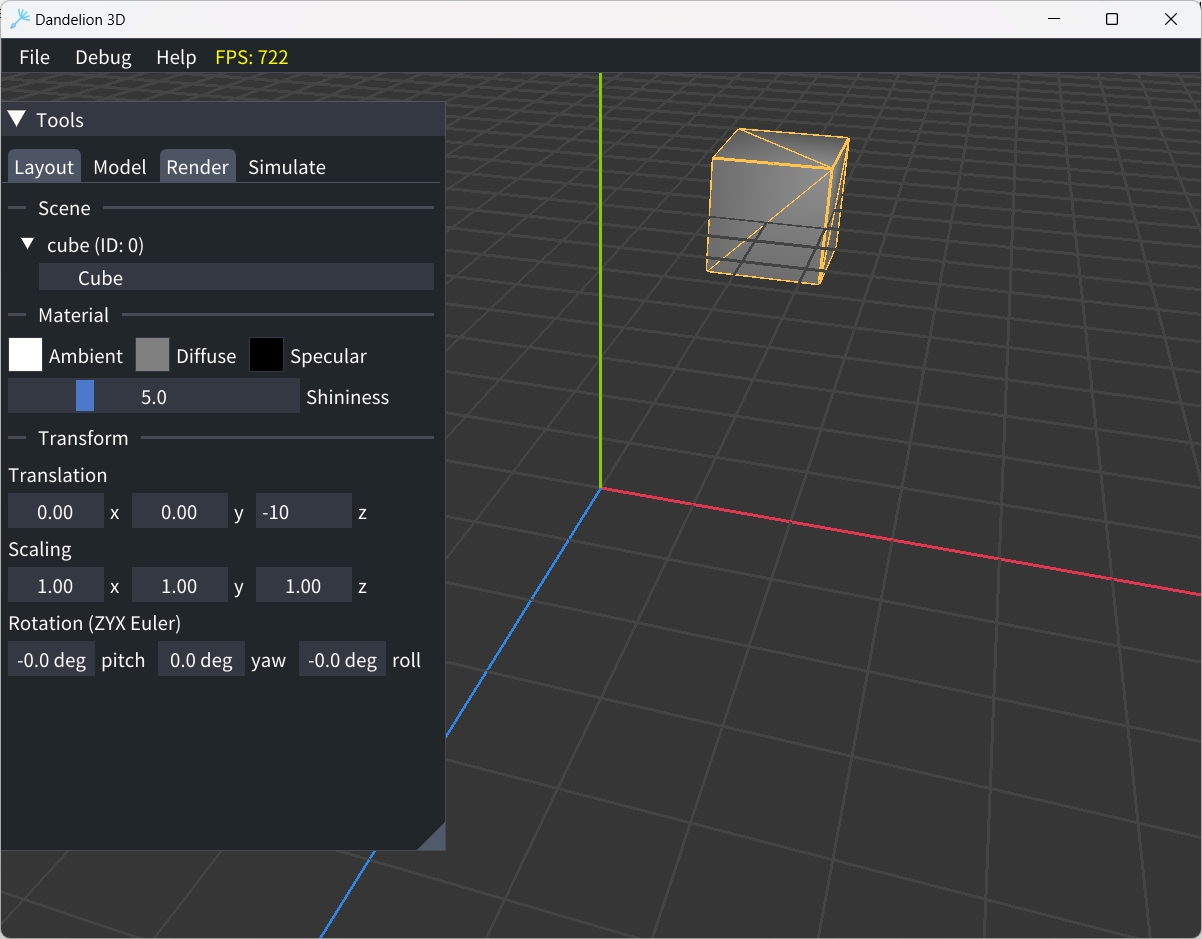 Dandelion 3D
File Debug Help FPS: 722
Tools
Layout Model Render Simulate
Scene
cube (ID: 0)
Cube
Material
Ambient Diffuse Specular
5.0 Shininess
Transform
Translation
0.00 x 0.00 y -10 z
Scaling
1.00 x 1.00 y 1.00 z
Rotation (ZYX Euler)
-0.0 deg pitch 0.0 deg yaw -0.0 deg roll